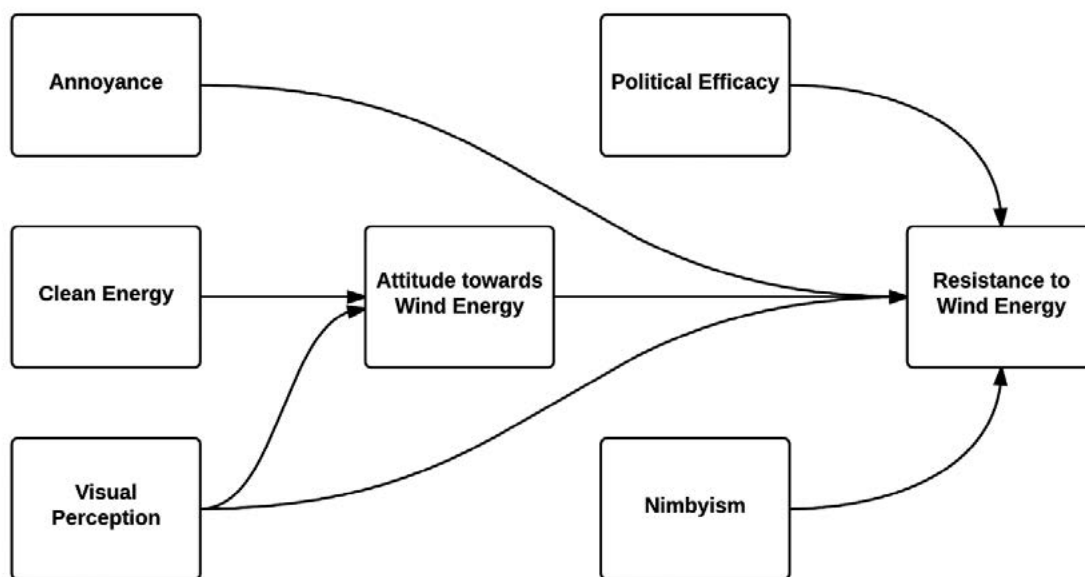 Annoyance
Political Efficacy
Clean Energy
Attitude towards
Wind Energy
Resistance to
Wind Energy
Visual
Perception
Nimbyism